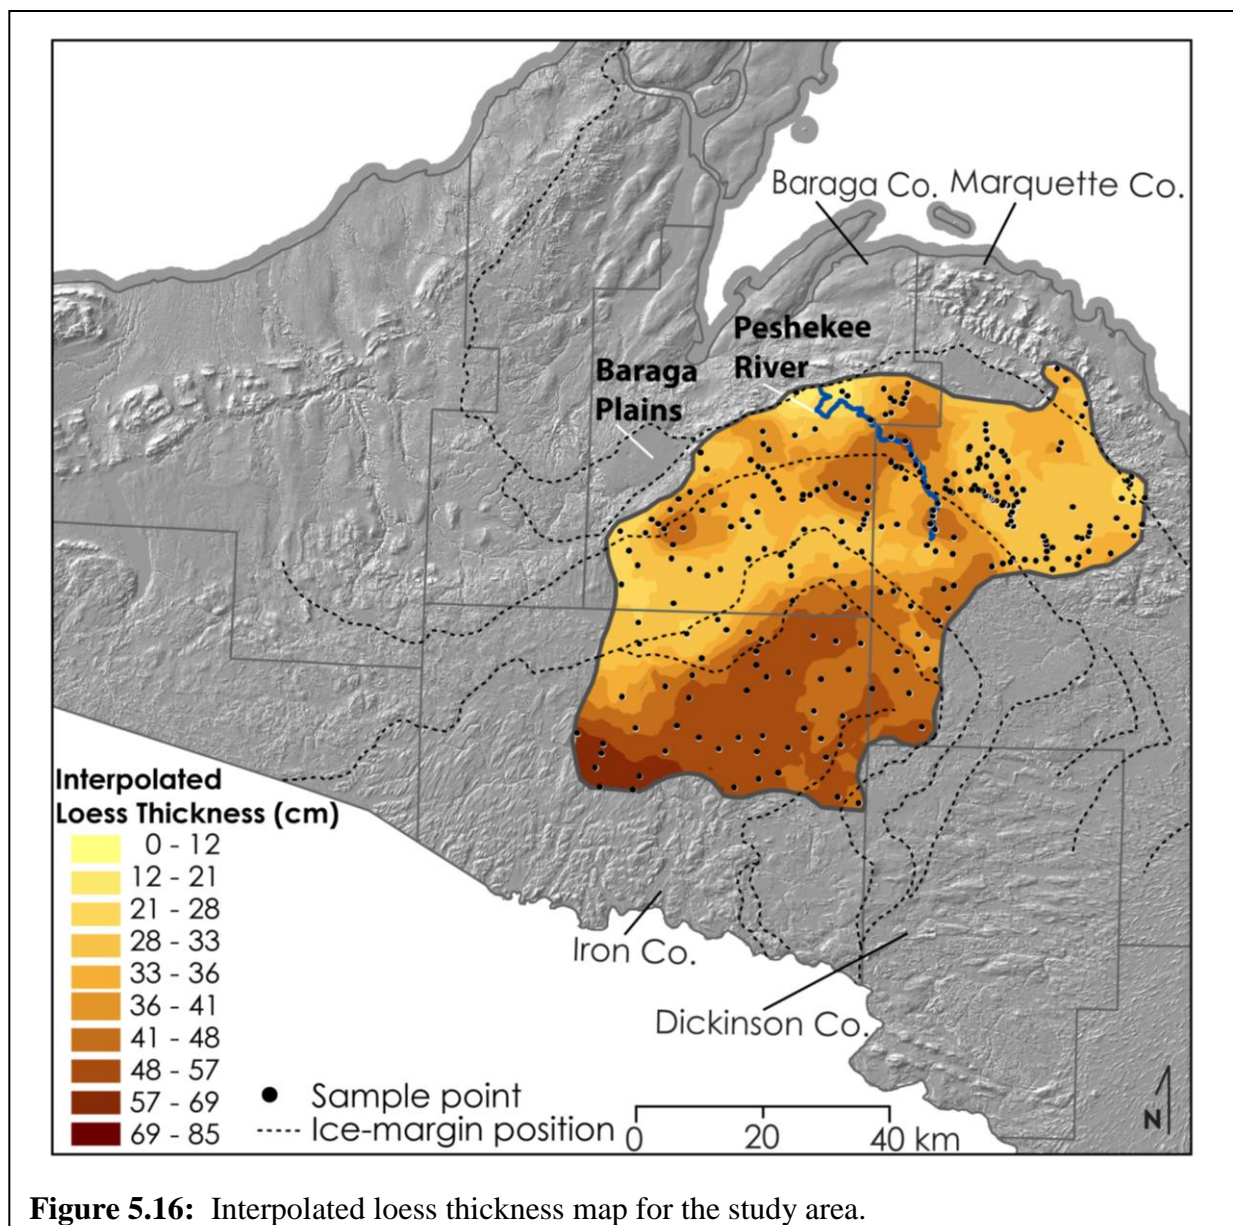 Baraga Co. Marquette Co.
Peshekee
River
Baraga
Plains
Interpolated
Loess Thickness (cm)
0 - 12
12 - 21
21 - 28
28 - 33
33 - 36
36 - 41
41 - 48
48 - 57
57 - 69
69 - 85
Iron Co.
Dickinson Co.
Sample point
Ice-margin position
0 20 40 km
N
Figure 5.16: Interpolated loess thickness map for the study area.